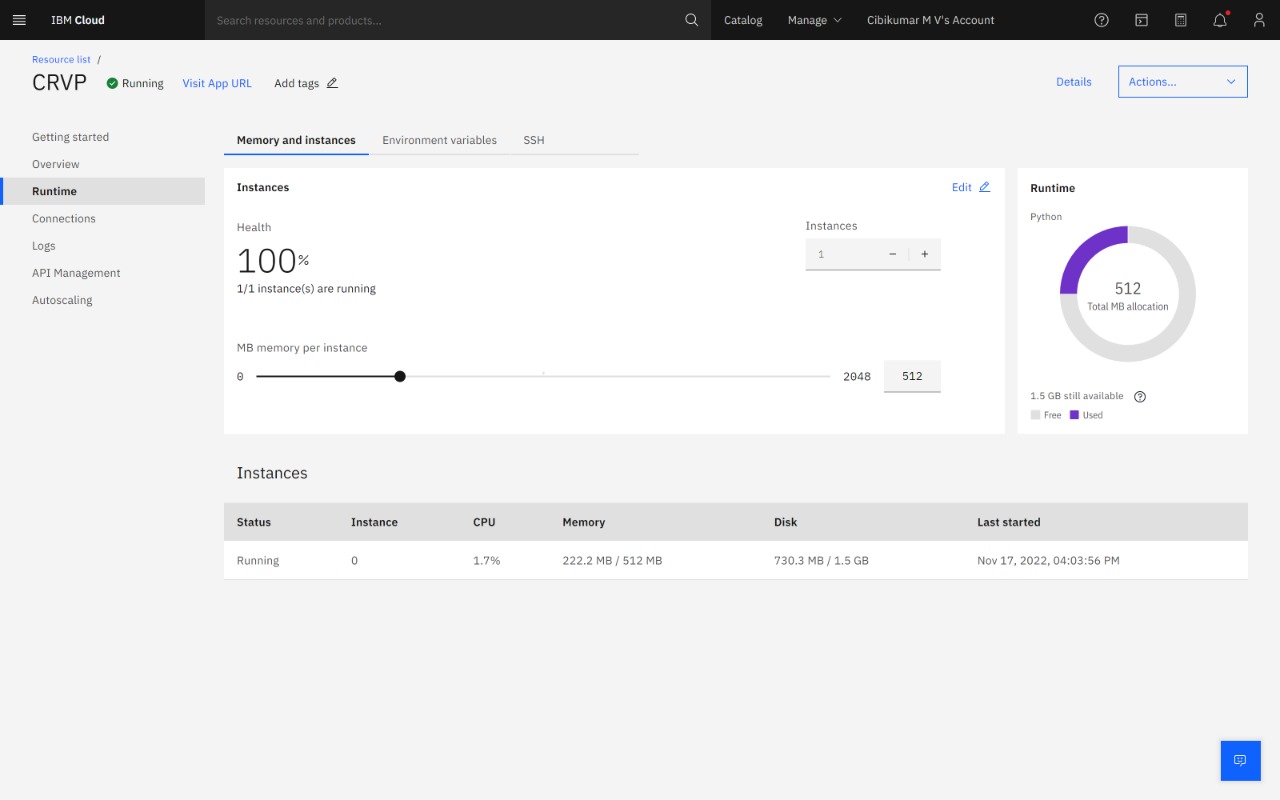 IBM Cloud
Search resources and products...
Catalog
Manage
Cibikumar M V's Account
Resource list /
CRVP
Running
Visit App URL
Add tags
Details
Actions...
Getting started
Overview
Runtime
Connections
Logs
API Management
Autoscaling
Memory and instances
Environment variables
SSH
Instances
Edit
Health
100%
1/1 instance(s) are running
Instances
1
MB memory per instance
0
2048
512
Runtime
Python
512
Total MB allocation
1.5 GB still available
Free
Used
Instances
Status Instance CPU Memory Disk Last started
Running 0 1.7% 222.2 MB / 512 MB 730.3 MB / 1.5 GB Nov 17, 2022, 04:03:56 PM